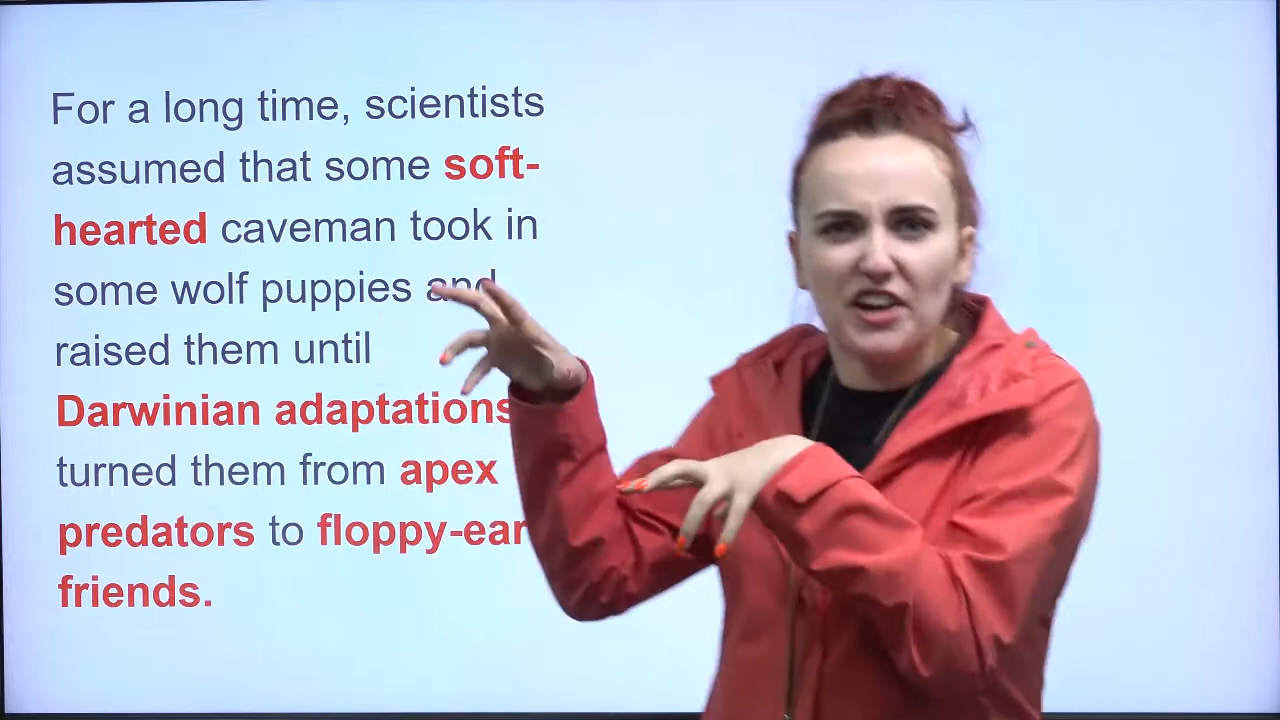 For a long time, scientists
assumed that some soft-
hearted caveman took in
some wolf puppies and
raised them until
Darwinian adaptations
turned them from apex
predators to floppy-ear
friends.